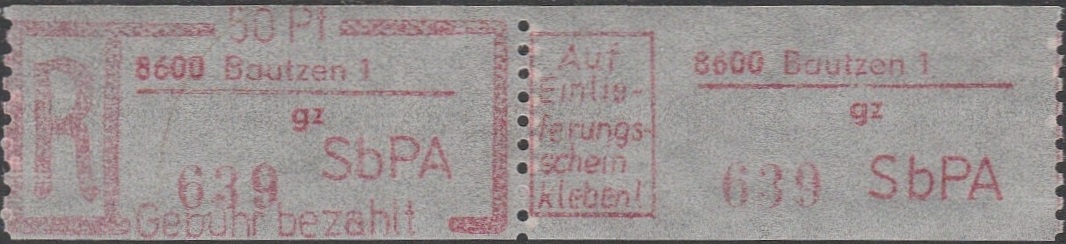 50 Pf
R
8600 Bautzen 1
gz
SbPA
639
Gebühr bezahlt
Auf
Einlie-
ferungs-
schein
kleben!
8600 Bautzen 1
gz
639 SbPA